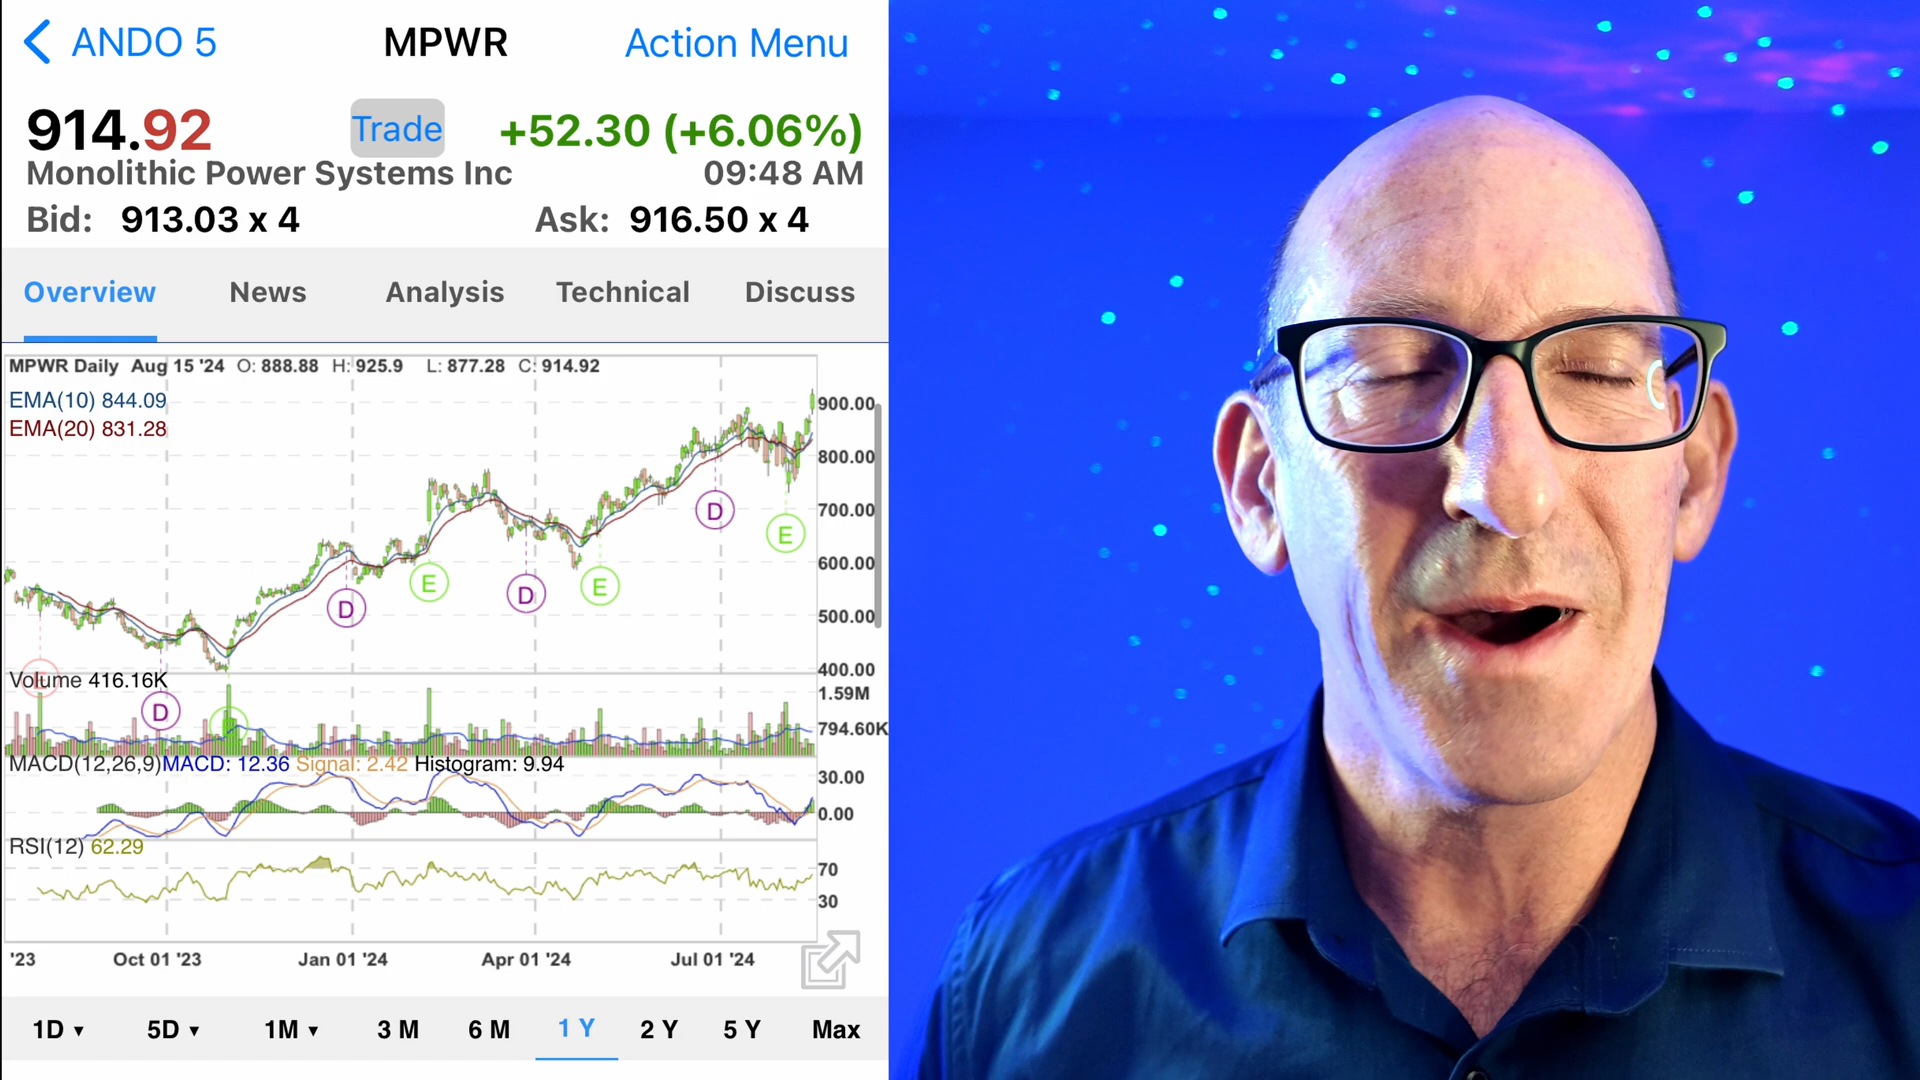 ANDO 5 MPWR Action Menu
914.92 Trade +52.30 (+6.06%)
Monolithic Power Systems Inc 09:48 AM
Bid: 913.03 x 4 Ask: 916.50 x 4
Overview News Analysis Technical Discuss
MPWR Daily Aug 15 '24 O: 888.88 H: 925.9 L: 877.28 C: 914.92
EMA(10) 844.09
900.00
EMA(20) 831.28
800.00
700.00
D
E
600.00
E D E
D
500.00
400.00
Volume 416.16K
1.59M
D
794.60K
MACD(12,26,9) MACD: 12.36 Signal: 2.42 Histogram: 9.94
30.00
0.00
RSI(12) 62.29
70
30
'23 Oct 01 '23 Jan 01 '24 Apr 01 '24 Jul 01 '24
1D ▼ 5D ▼ 1M ▼ 3 M 6 M 1 Y 2 Y 5 Y Max